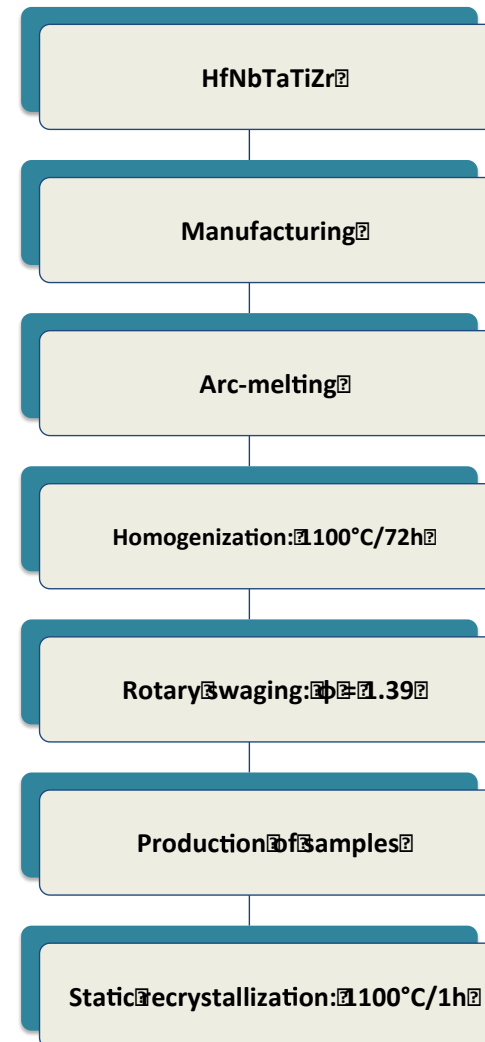 HfNbTaTiZr
Manufacturing
Arc-melting
Homogenization: 1100°C/72h
Rotary swaging: ϕ = 1.39
Production of samples
Static recrystallization: 1100°C/1h